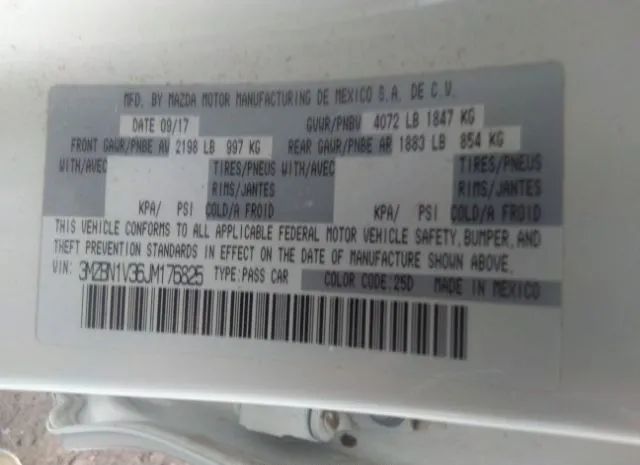 MFD. BY MAZDA MOTOR MANUFACTURING DE MEXICO S.A. DE C.V.
DATE 09/17 GVWR/PNBV 4072 LB 1847 KG
FRONT GAWR/PNBE AV 2198 LB 997 KG REAR GAWR/PNBE AR 1883 LB 854 KG
WITH/AVEC TIRES/PNEUS WITH/AVEC TIRES/PNEUS
RIMS/JANTES RIMS/JANTES
KPA/ PSI COLD/A FROID KPA/ PSI COLD/A FROID
THIS VEHICLE CONFORMS TO ALL APPLICABLE FEDERAL MOTOR VEHICLE SAFETY, BUMPER, AND
THEFT PREVENTION STANDARDS IN EFFECT ON THE DATE OF MANUFACTURE SHOWN ABOVE.
VIN: 3MZBN1V36JM176825 TYPE: PASS CAR COLOR CODE: 25D MADE IN MEXICO